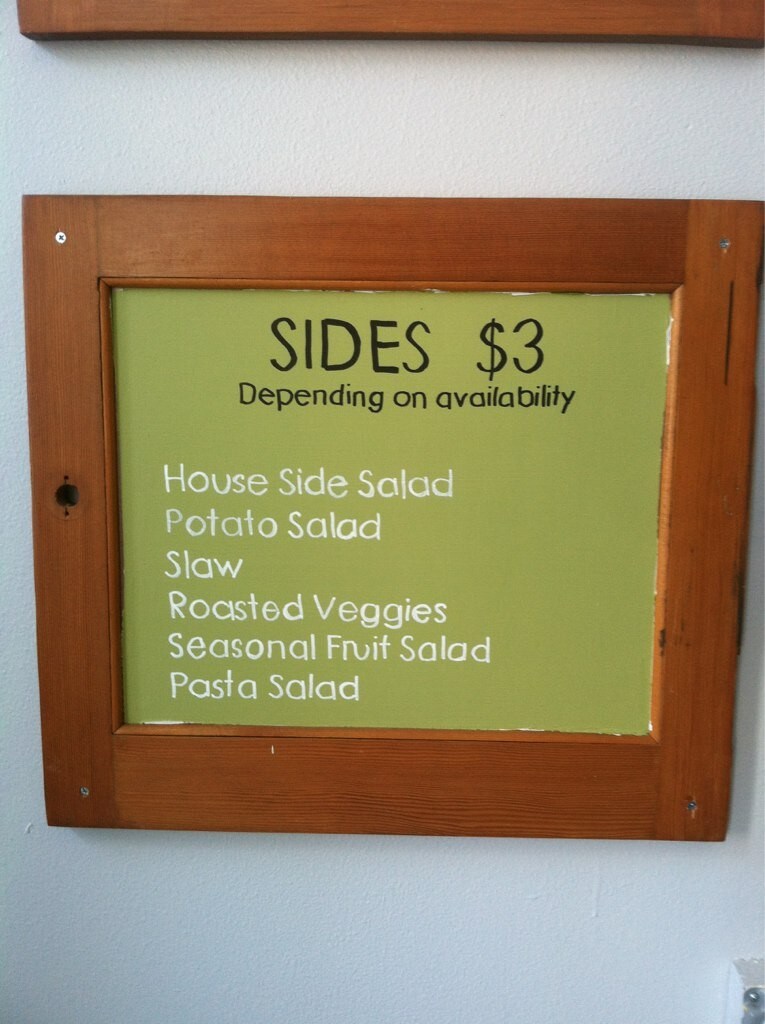 SIDES $3
Depending on availability
House Side Salad
Potato Salad
Slaw
Roasted Veggies
Seasonal Fruit Salad
Pasta Salad